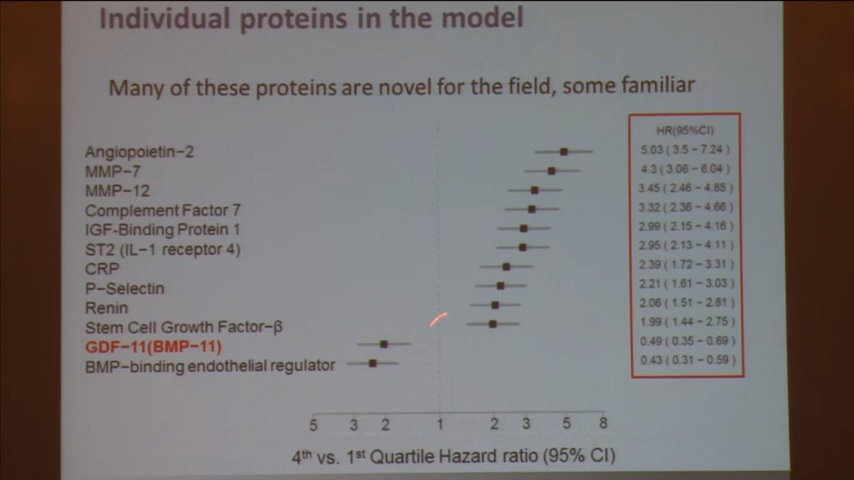 Individual proteins in the model
Many of these proteins are novel for the field, some familiar
HR(95%CI)
Angiopoietin-2 5.03 ( 3.5 - 7.24 )
MMP-7 4.3 ( 3.06 - 6.04 )
MMP-12 3.45 ( 2.46 - 4.85 )
Complement Factor 7 3.32 ( 2.36 - 4.66 )
IGF-Binding Protein 1 2.99 ( 2.15 - 4.16 )
ST2 (IL-1 receptor 4) 2.95 ( 2.13 - 4.11 )
CRP 2.39 ( 1.72 - 3.31 )
P-Selectin 2.21 ( 1.61 - 3.03 )
Renin 2.06 ( 1.51 - 2.81 )
Stem Cell Growth Factor-β 1.99 ( 1.44 - 2.75 )
GDF-11(BMP-11) 0.49 ( 0.35 - 0.69 )
BMP-binding endothelial regulator 0.43 ( 0.31 - 0.59 )
5 3 2 1 2 3 5 8
4th vs. 1st Quartile Hazard ratio (95% CI)